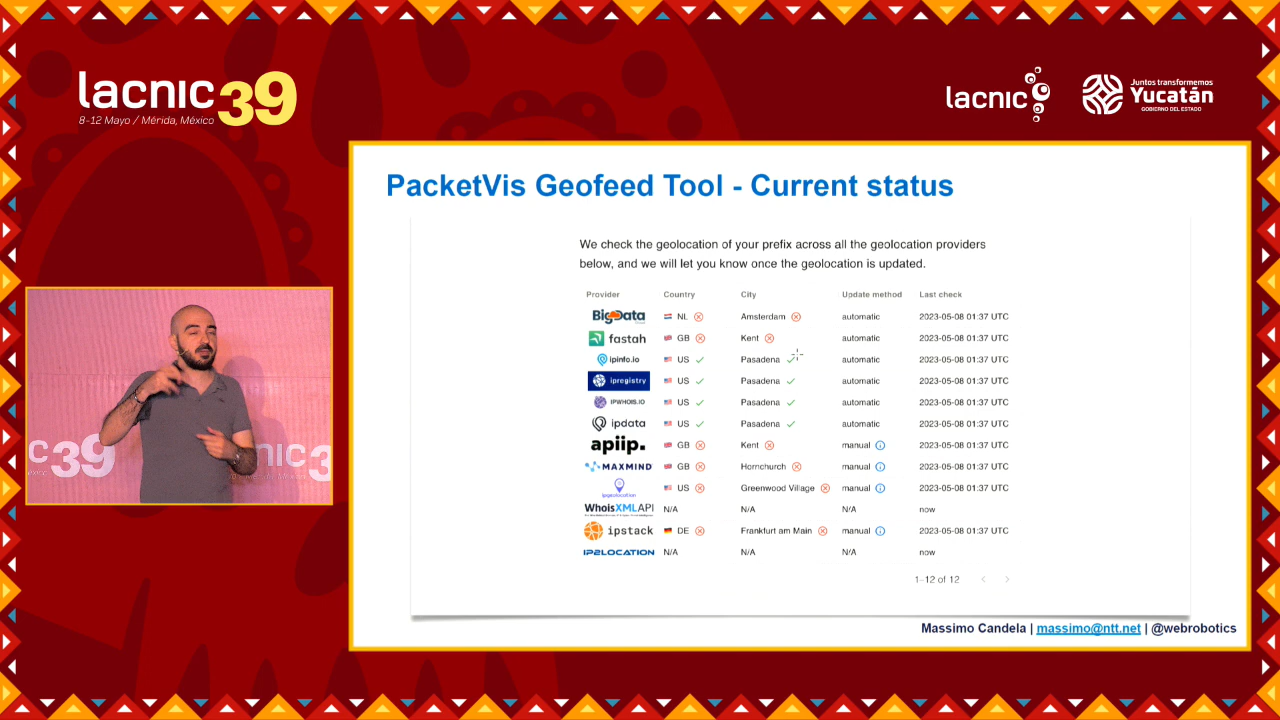 lacnic 39
8-12 Mayo / Mérida, México
lacnic
Juntos transformemos
Yucatán
GOBIERNO DEL ESTADO
PacketVis Geofeed Tool - Current status
We check the geolocation of your prefix across all the geolocation providers
below, and we will let you know once the geolocation is updated.
Provider Country City Update method Last check
BigData NL Amsterdam automatic 2023-05-08 01:37 UTC
fastah GB Kent automatic 2023-05-08 01:37 UTC
ipinfo.io US Pasadena automatic 2023-05-08 01:37 UTC
ipregistry US Pasadena automatic 2023-05-08 01:37 UTC
IPWHOIS.IO US Pasadena automatic 2023-05-08 01:37 UTC
ipdata US Pasadena automatic 2023-05-08 01:37 UTC
apiip. GB Kent manual 2023-05-08 01:37 UTC
MAXMIND GB Hornchurch manual 2023-05-08 01:37 UTC
ipgeolocation US Greenwood Village manual 2023-05-08 01:37 UTC
WhoisXMLAPI N/A N/A N/A now
ipstack DE Frankfurt am Main manual 2023-05-08 01:37 UTC
IP2LOCATION N/A N/A N/A now
1–12 of 12
Massimo Candela | massimo@ntt.net | @webrobotics
c39
nic3